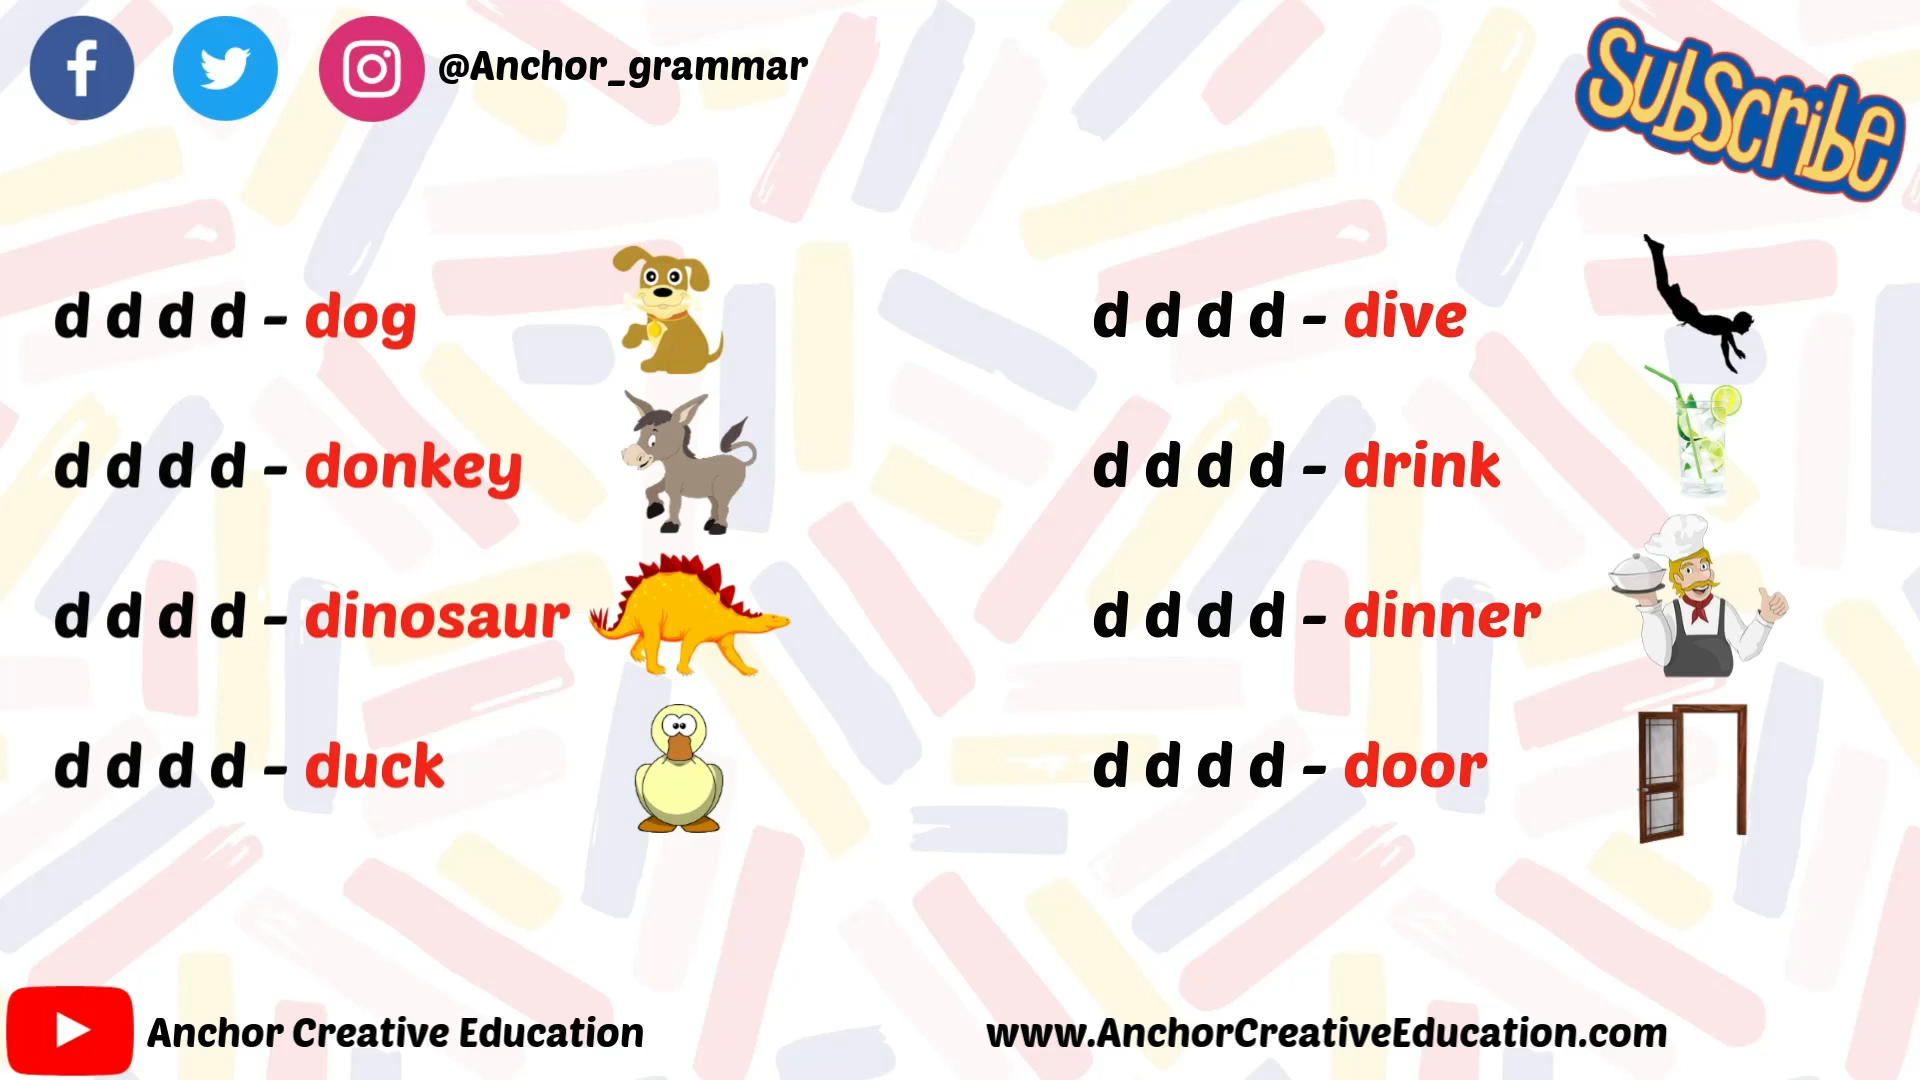 @Anchor_grammar
Subscribe
d d d d - dog
d d d d - donkey
d d d d - dinosaur
d d d d - duck
d d d d - dive
d d d d - drink
d d d d - dinner
d d d d - door
Anchor Creative Education
www.AnchorCreativeEducation.com